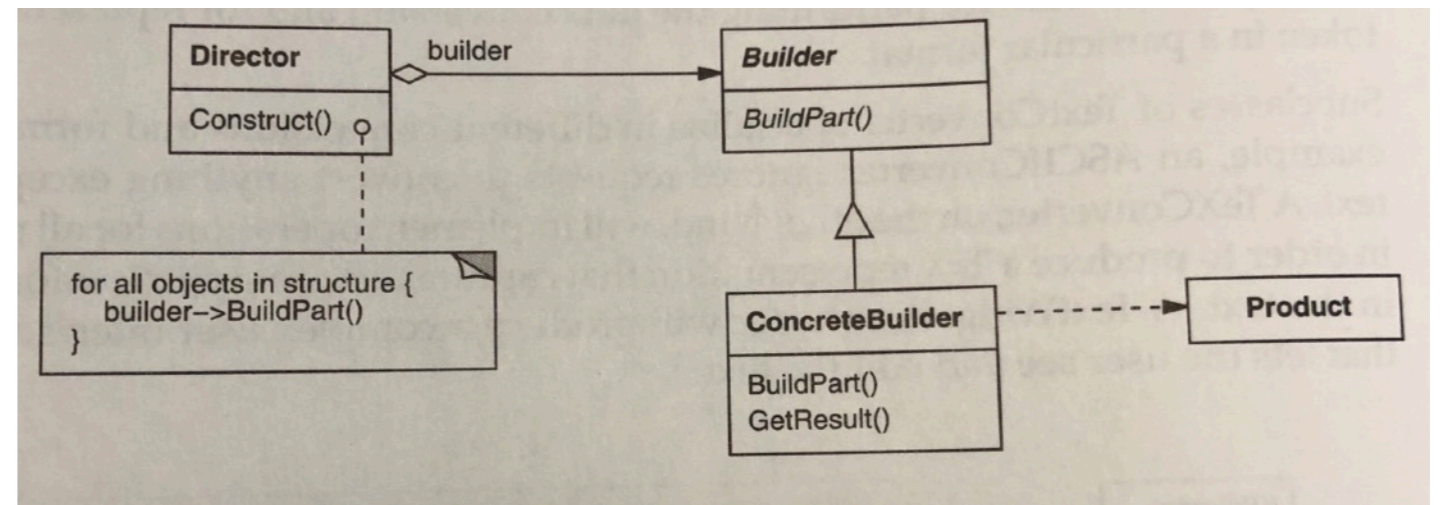 Director
builder
Builder
Construct()
BuildPart()
for all objects in structure {
builder->BuildPart()
}
ConcreteBuilder
Product
BuildPart()
GetResult()